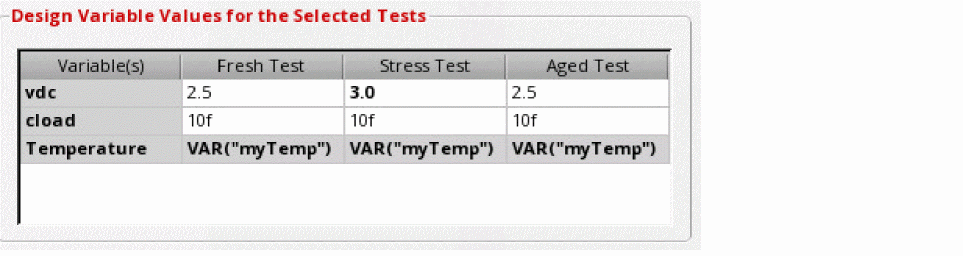 Design Variable Values for the Selected Tests
Variable(s) Fresh Test Stress Test Aged Test
vdc 2.5 3.0 2.5
cload 10f 10f 10f
Temperature VAR("myTemp") VAR("myTemp") VAR("myTemp")